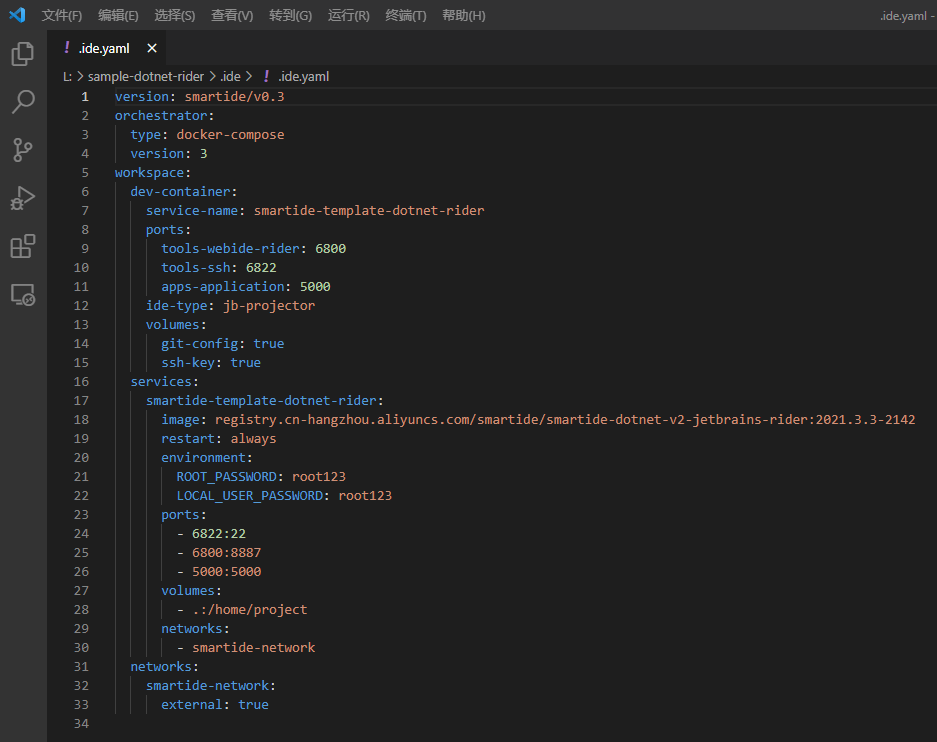 文件(F) 编辑(E) 选择(S) 查看(V) 转到(G) 运行(R) 终端(T) 帮助(H) .ide.yaml -
! .ide.yaml ×
L: > sample-dotnet-rider > .ide > ! .ide.yaml
1 version: smartide/v0.3
2 orchestrator:
3   type: docker-compose
4   version: 3
5 workspace:
6   dev-container:
7     service-name: smartide-template-dotnet-rider
8     ports:
9       tools-webide-rider: 6800
10       tools-ssh: 6822
11       apps-application: 5000
12     ide-type: jb-projector
13     volumes:
14       git-config: true
15       ssh-key: true
16   services:
17     smartide-template-dotnet-rider:
18       image: registry.cn-hangzhou.aliyuncs.com/smartide/smartide-dotnet-v2-jetbrains-rider:2021.3.3-2142
19       restart: always
20       environment:
21         ROOT_PASSWORD: root123
22         LOCAL_USER_PASSWORD: root123
23       ports:
24         - 6822:22
25         - 6800:8887
26         - 5000:5000
27       volumes:
28         - .:/home/project
29       networks:
30         - smartide-network
31   networks:
32     smartide-network:
33       external: true
34